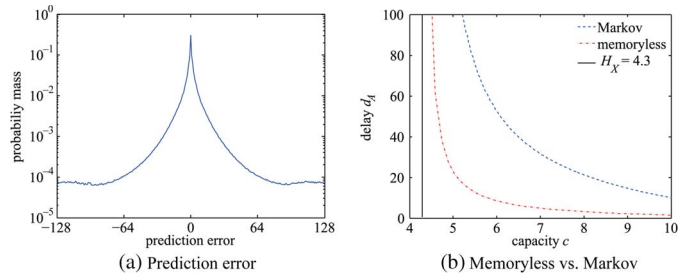 10^0
10^-1
10^-2
10^-3
10^-4
10^-5
probabiliy mass
-128 -64 0 64 128
prediction error
(a) Prediction error
100
80
60
40
20
0
delay d_A
Markov
memoryless
H_X = 4.3
4 5 6 7 8 9 10
capacity c
(b) Memoryless vs. Markov